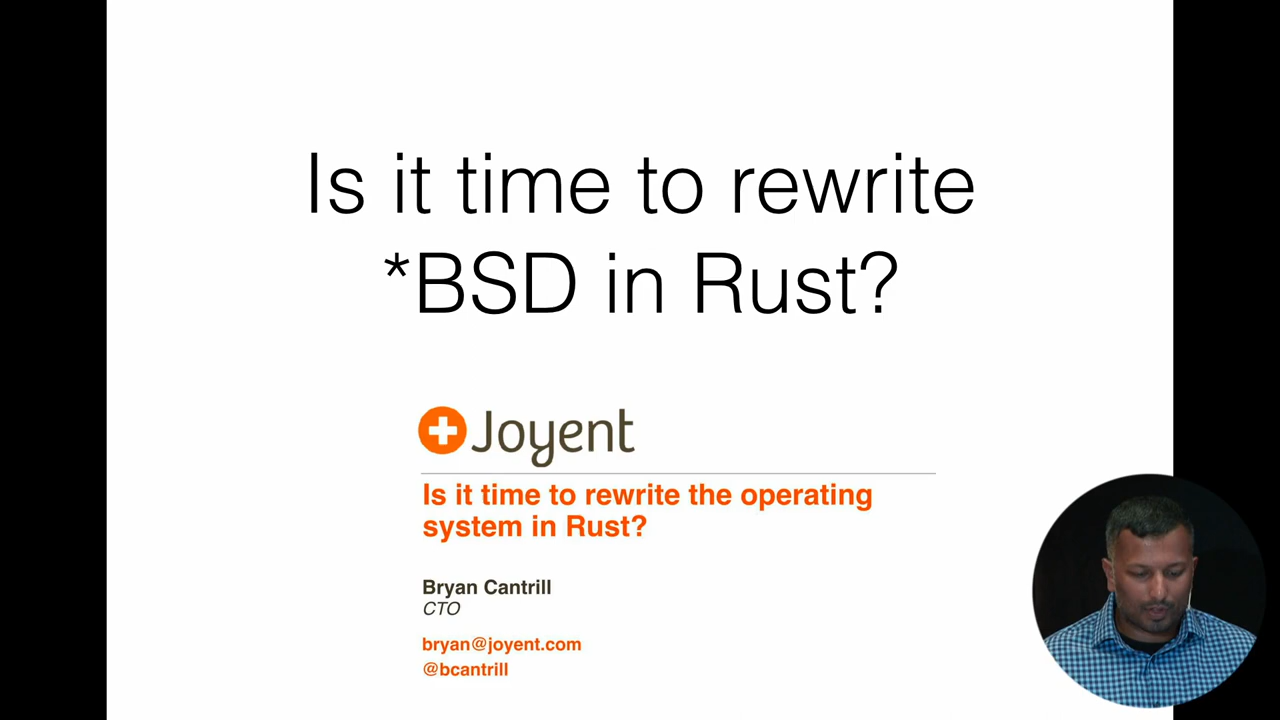 Is it time to rewrite
*BSD in Rust?
Joyent
Is it time to rewrite the operating
system in Rust?
Bryan Cantrill
CTO
bryan@joyent.com
@bcantrill